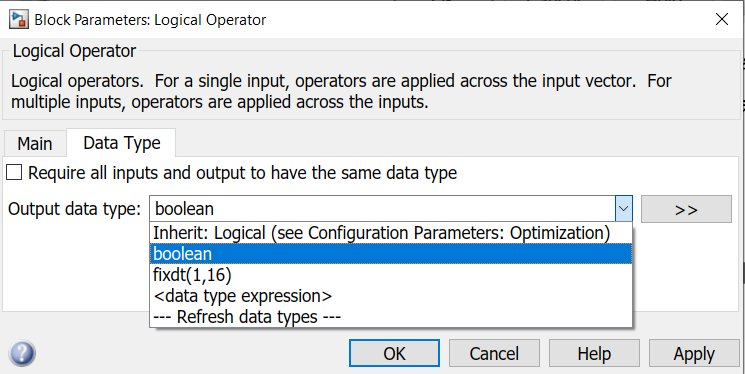 Block Parameters: Logical Operator
Logical Operator
Logical operators.  For a single input, operators are applied across the input vector.  For
multiple inputs, operators are applied across the inputs.
Main
Data Type
Require all inputs and output to have the same data type
Output data type: boolean >>
Inherit: Logical (see Configuration Parameters: Optimization)
boolean
fixdt(1,16)
<data type expression>
--- Refresh data types ---
? OK Cancel Help Apply